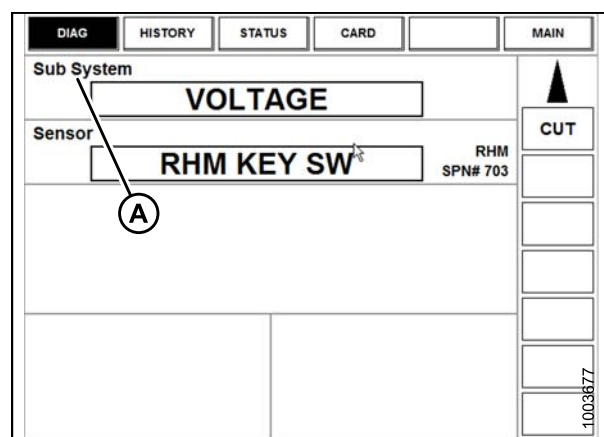 DIAG HISTORY STATUS CARD MAIN
Sub System
VOLTAGE
CUT
Sensor
RHM KEY SW
RHM
SPN# 703
A
1003677